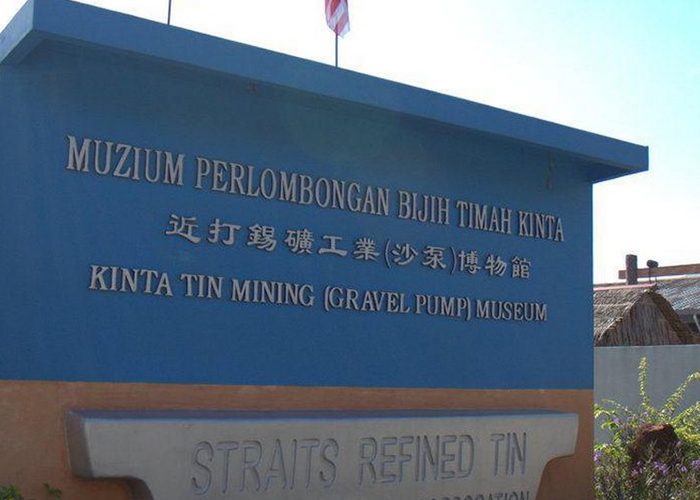 MUZIUM PERLOMBONGAN BIJIH TIMAH KINTA
近打錫礦工業(沙泵)博物館
KINTA TIN MINING (GRAVEL PUMP) MUSEUM
STRAITS REFINED TIN
CORPORATION